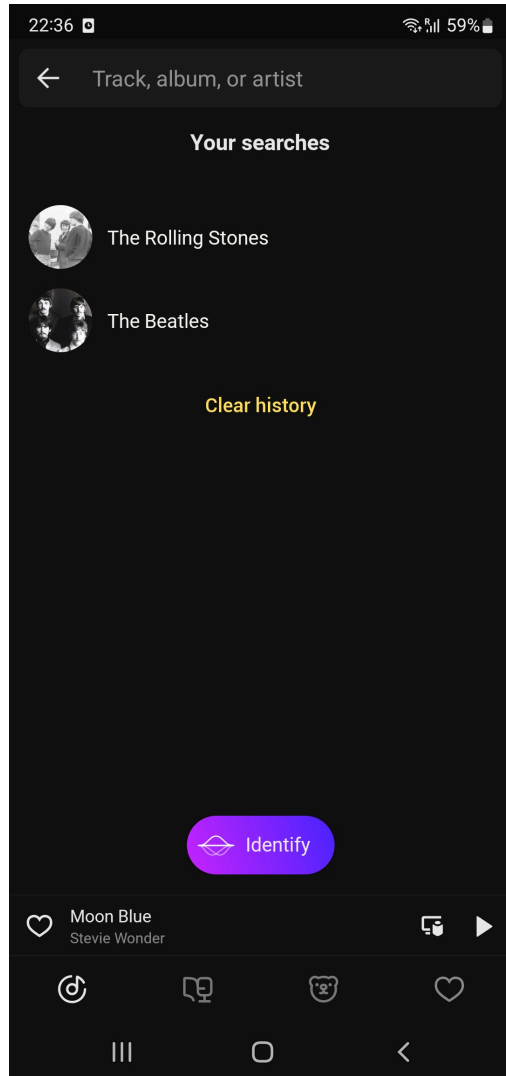 22:36
R
59%
Track, album, or artist
Your searches
The Rolling Stones
The Beatles
Clear history
Identify
Moon Blue
Stevie Wonder